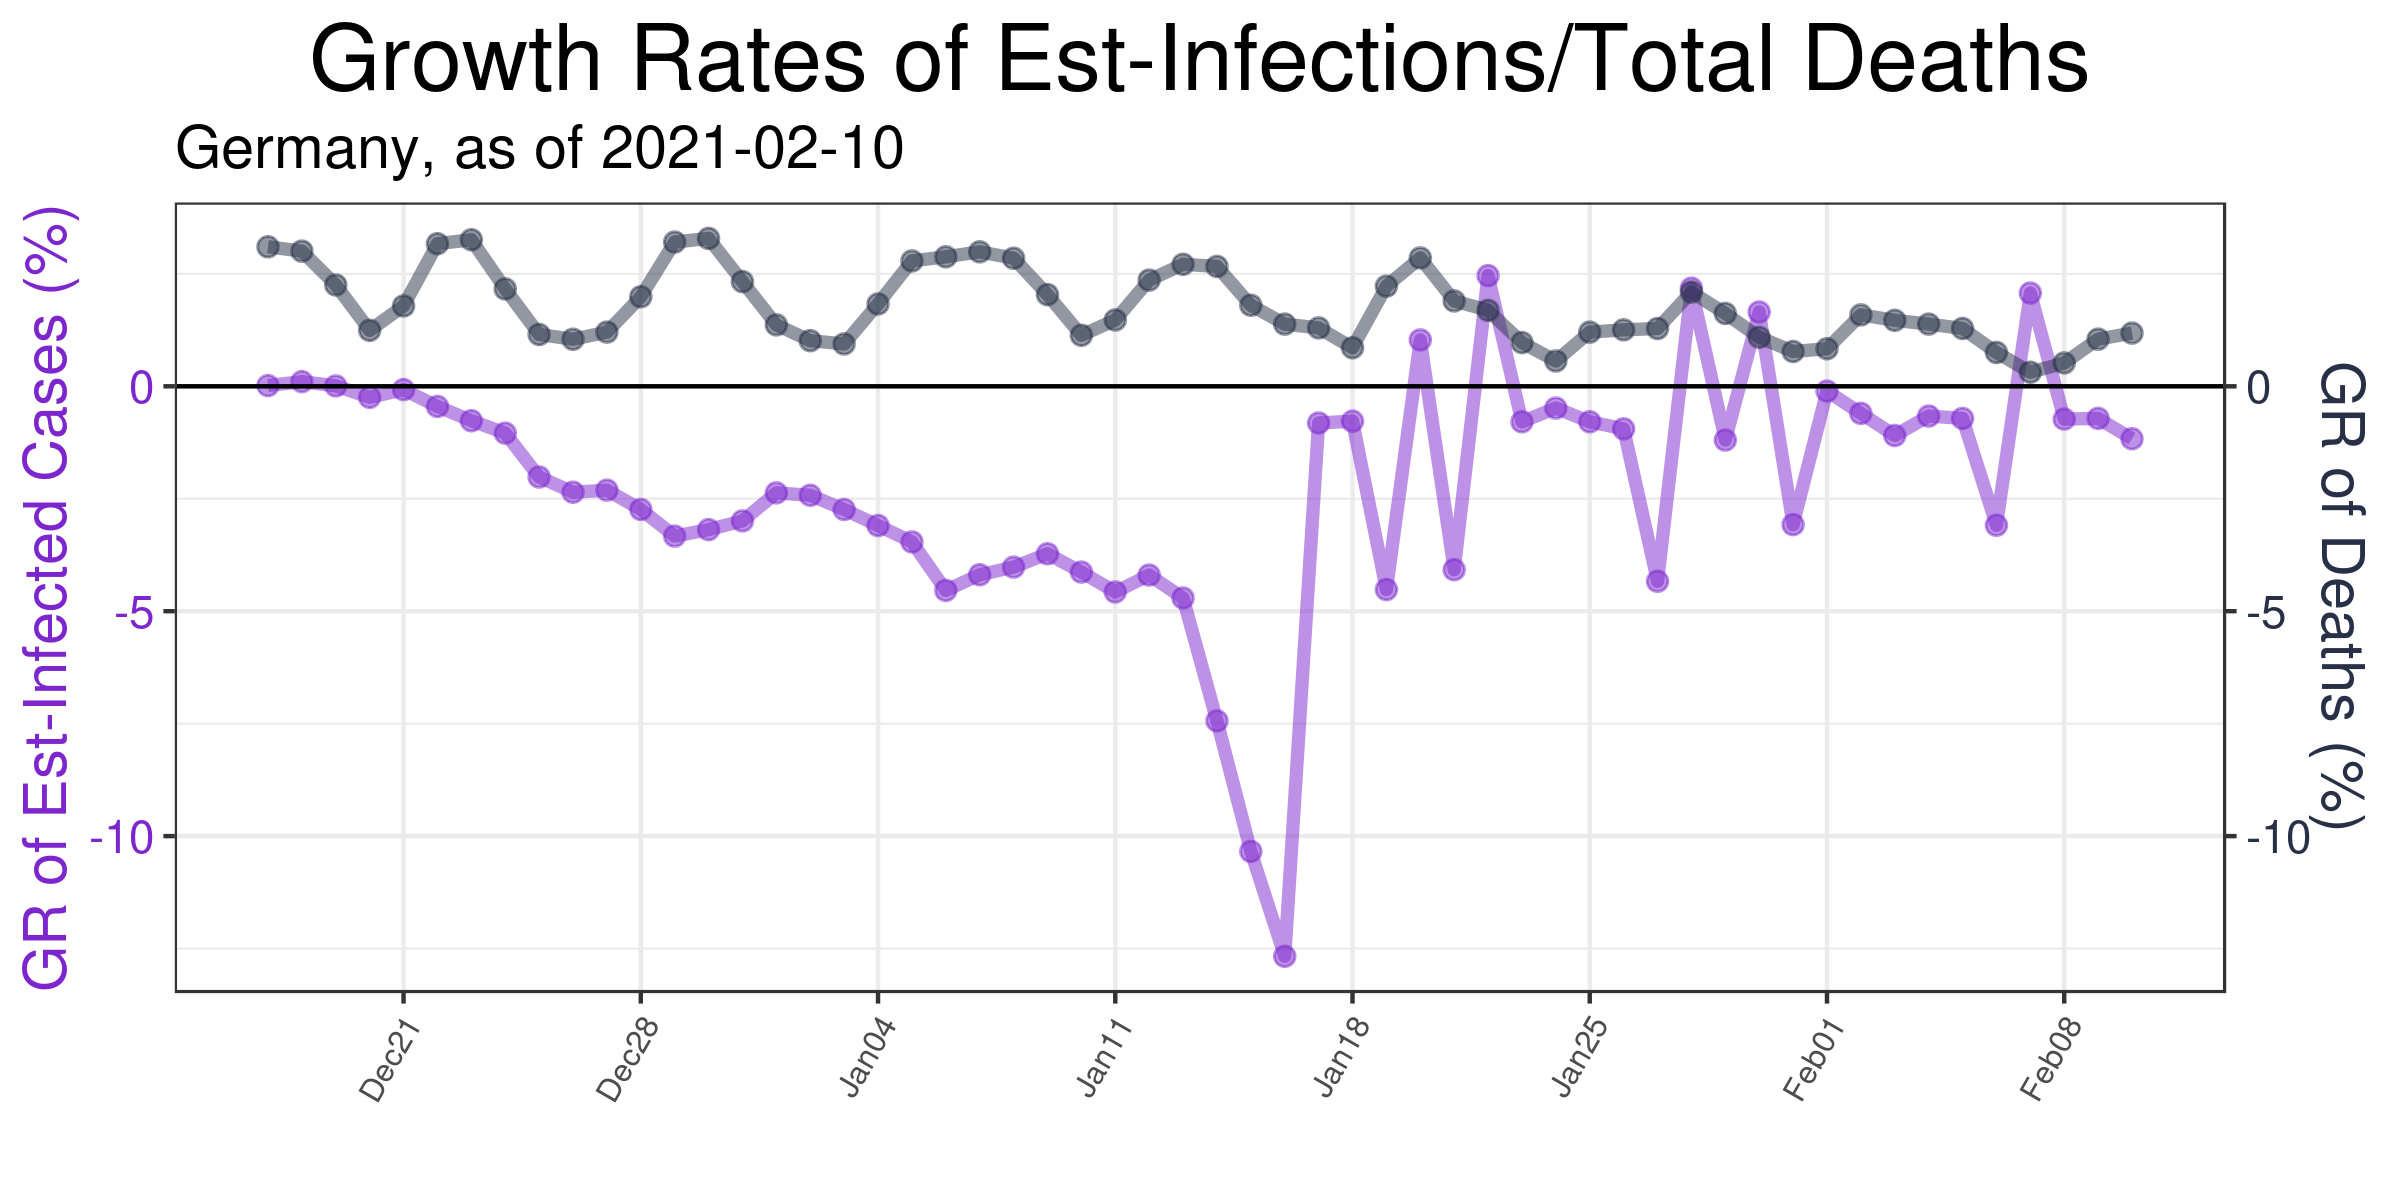 Growth Rates of Est-Infections/Total Deaths
Germany, as of 2021-02-10
GR of Est-Infected Cases (%)
0
-5
-10
0
-5
-10
GR of Deaths (%)
Dec21
Dec28
Jan04
Jan11
Jan18
Jan25
Feb01
Feb08